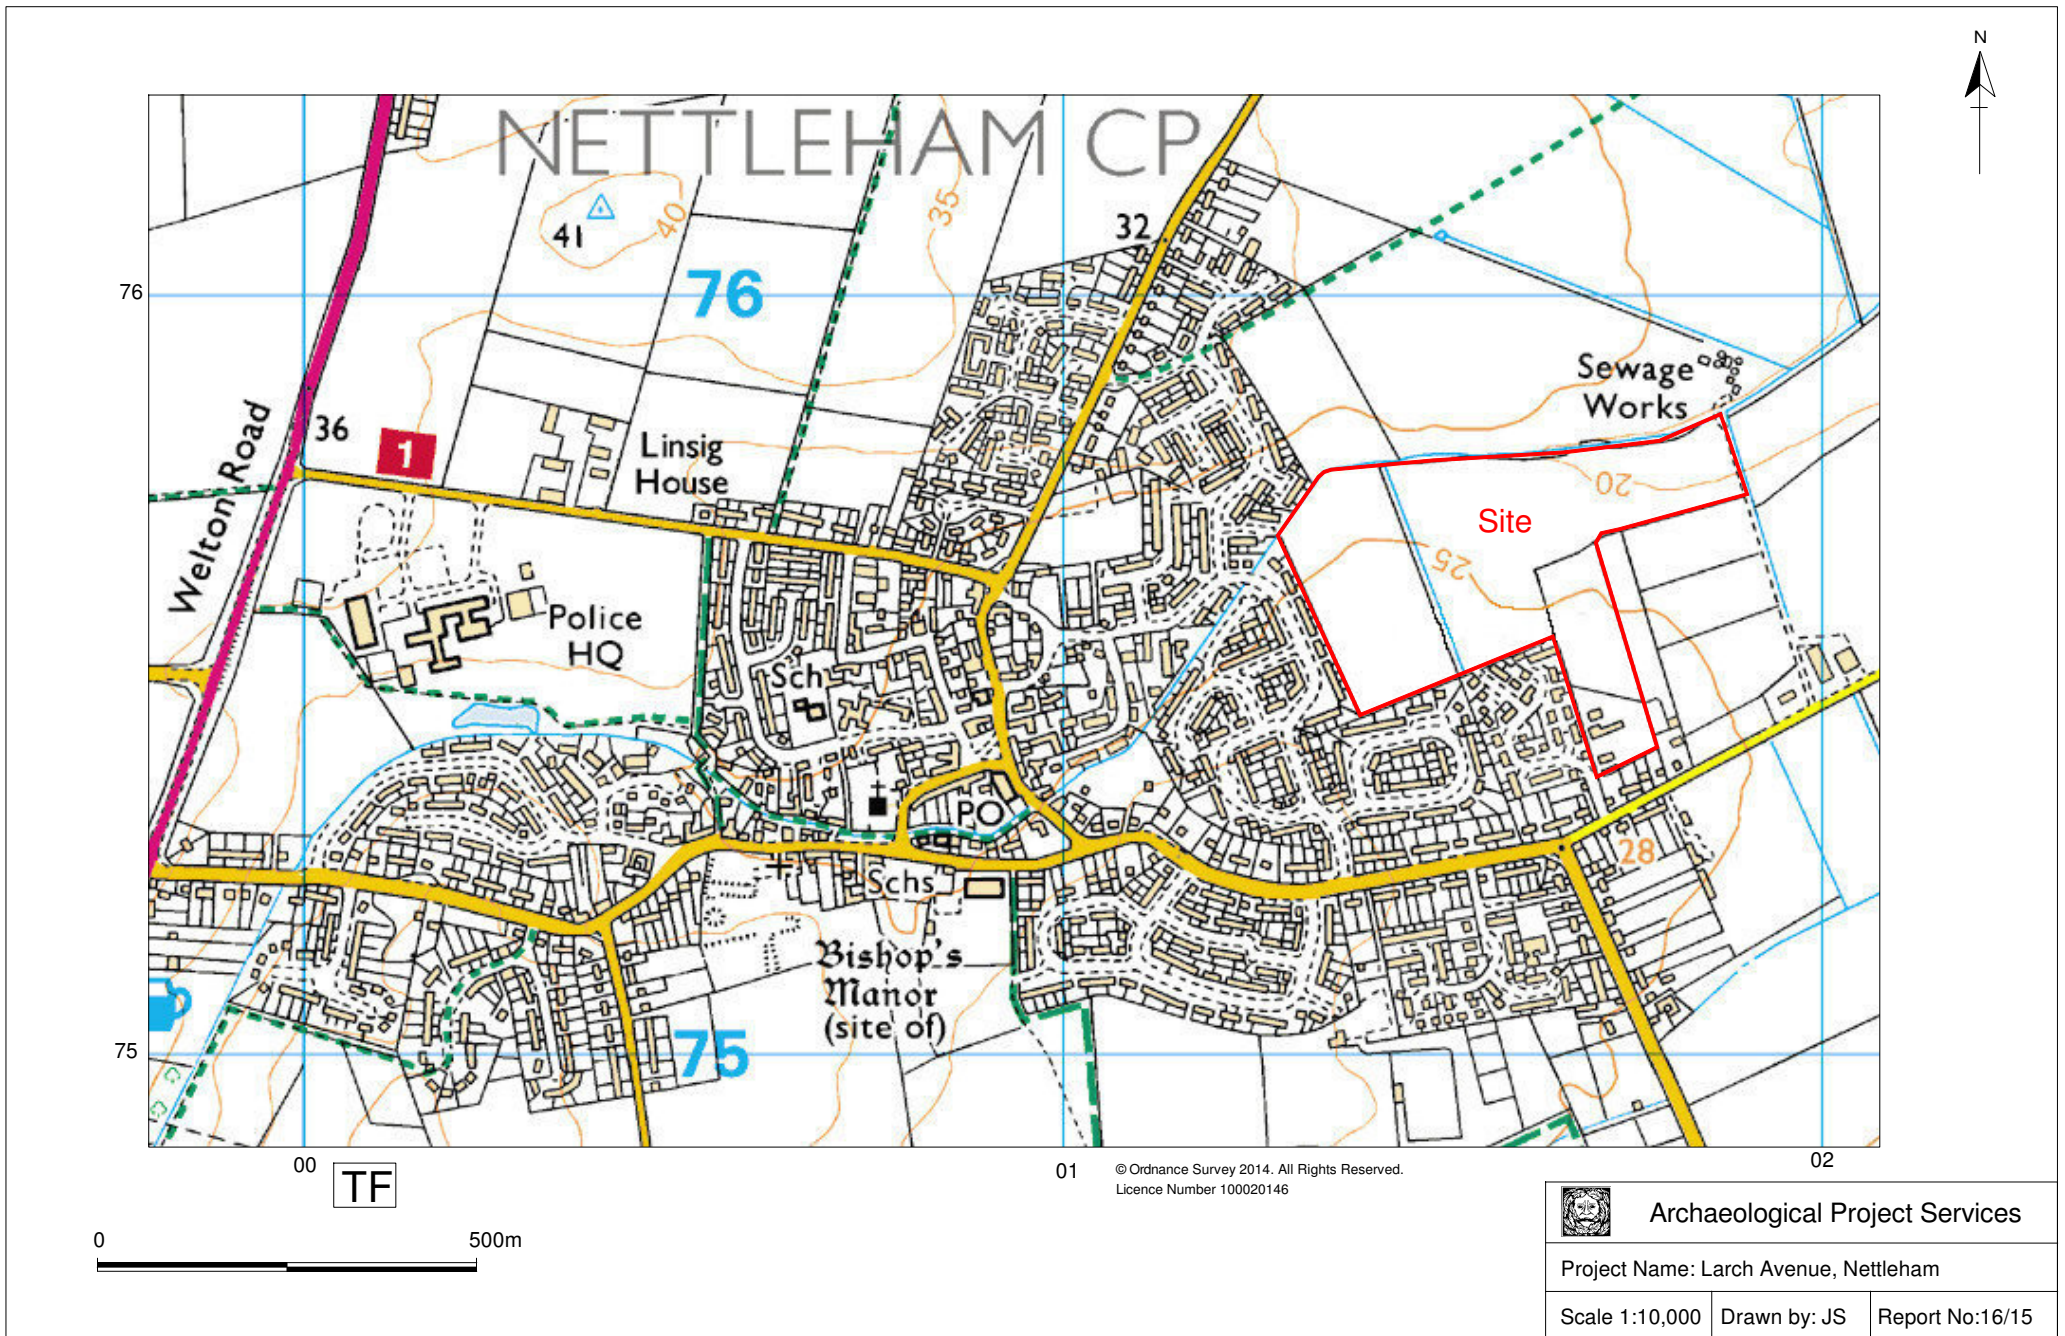 N
NETTLEHAM CP
41
40
35
32
76
76
Sewage
Works
Welton Road
36
1
Linsig
House
20
Site
25
Police
HQ
Sch
PO
28
Schs
Bishop's
Manor
(site of)
75
75
00
TF
01
02
© Ordnance Survey 2014. All Rights Reserved.
Licence Number 100020146
0
500m
Archaeological Project Services
Project Name: Larch Avenue, Nettleham
Scale 1:10,000
Drawn by: JS
Report No:16/15